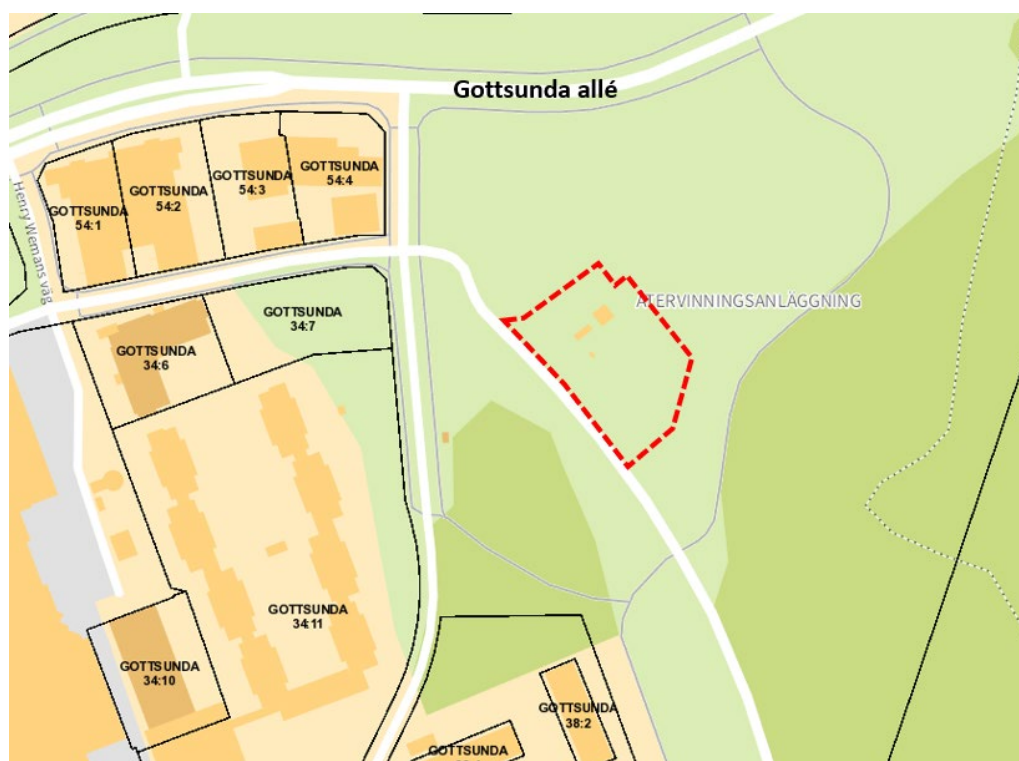 Gottsunda allé
GOTTSUNDA
54:1
GOTTSUNDA
54:2
GOTTSUNDA
54:3
GOTTSUNDA
54:4
Henry Wemans väg
ÅTERVINNINGSANLÄGGNING
GOTTSUNDA
34:7
GOTTSUNDA
34:6
GOTTSUNDA
34:11
GOTTSUNDA
34:10
GOTTSUNDA
38:2
GOTTSUNDA